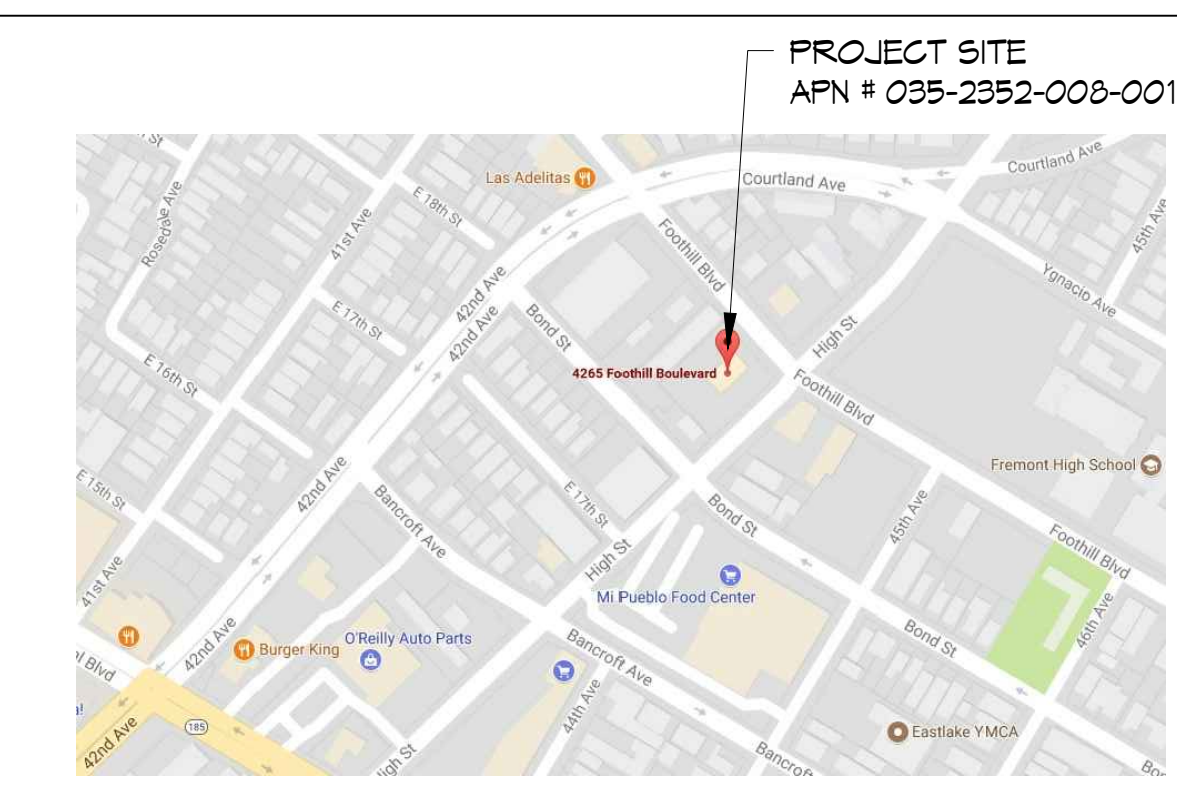 PROJECT SITE
APN # 035-2352-008-001
St
Las Adelitas
Courtland Ave
Courtland Ave
Rosedale Ave
41st Ave
E 18th St
Foothill Blvd
45th Ave
Ygnacio Ave
42nd Ave
42nd Ave
E 17th St
Bond St
High St
E 16th St
4265 Foothill Boulevard
Foothill Blvd
Fremont High School
E 15th St
42nd Ave
Bancroft Ave
E 17th St
Bond St
45th Ave
Foothill Blvd
High St
41st Ave
Mi Pueblo Food Center
46th Ave
42nd Ave
Burger King
O'Reilly Auto Parts
Bancroft Ave
Bond St
l Blvd
a!
185
44th Ave
Eastlake YMCA
42nd Ave
igh St
Bancrof
Bo